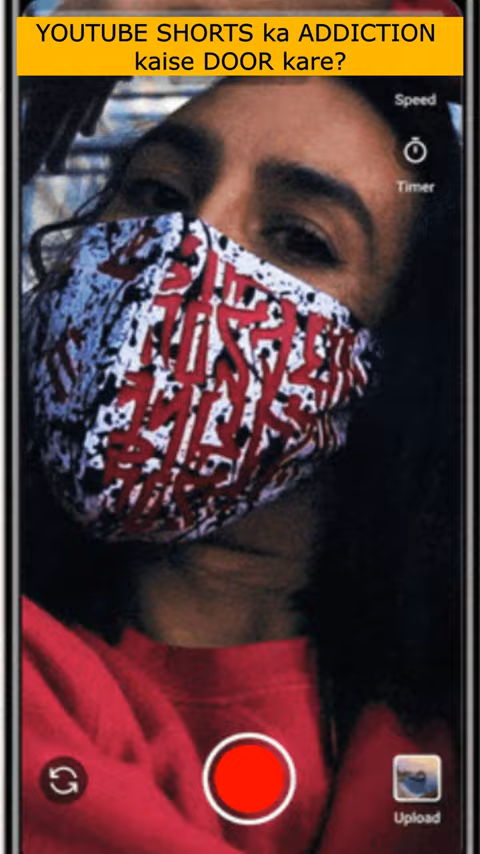 YOUTUBE SHORTS ka ADDICTION
kaise DOOR kare?
Speed
Timer
Upload